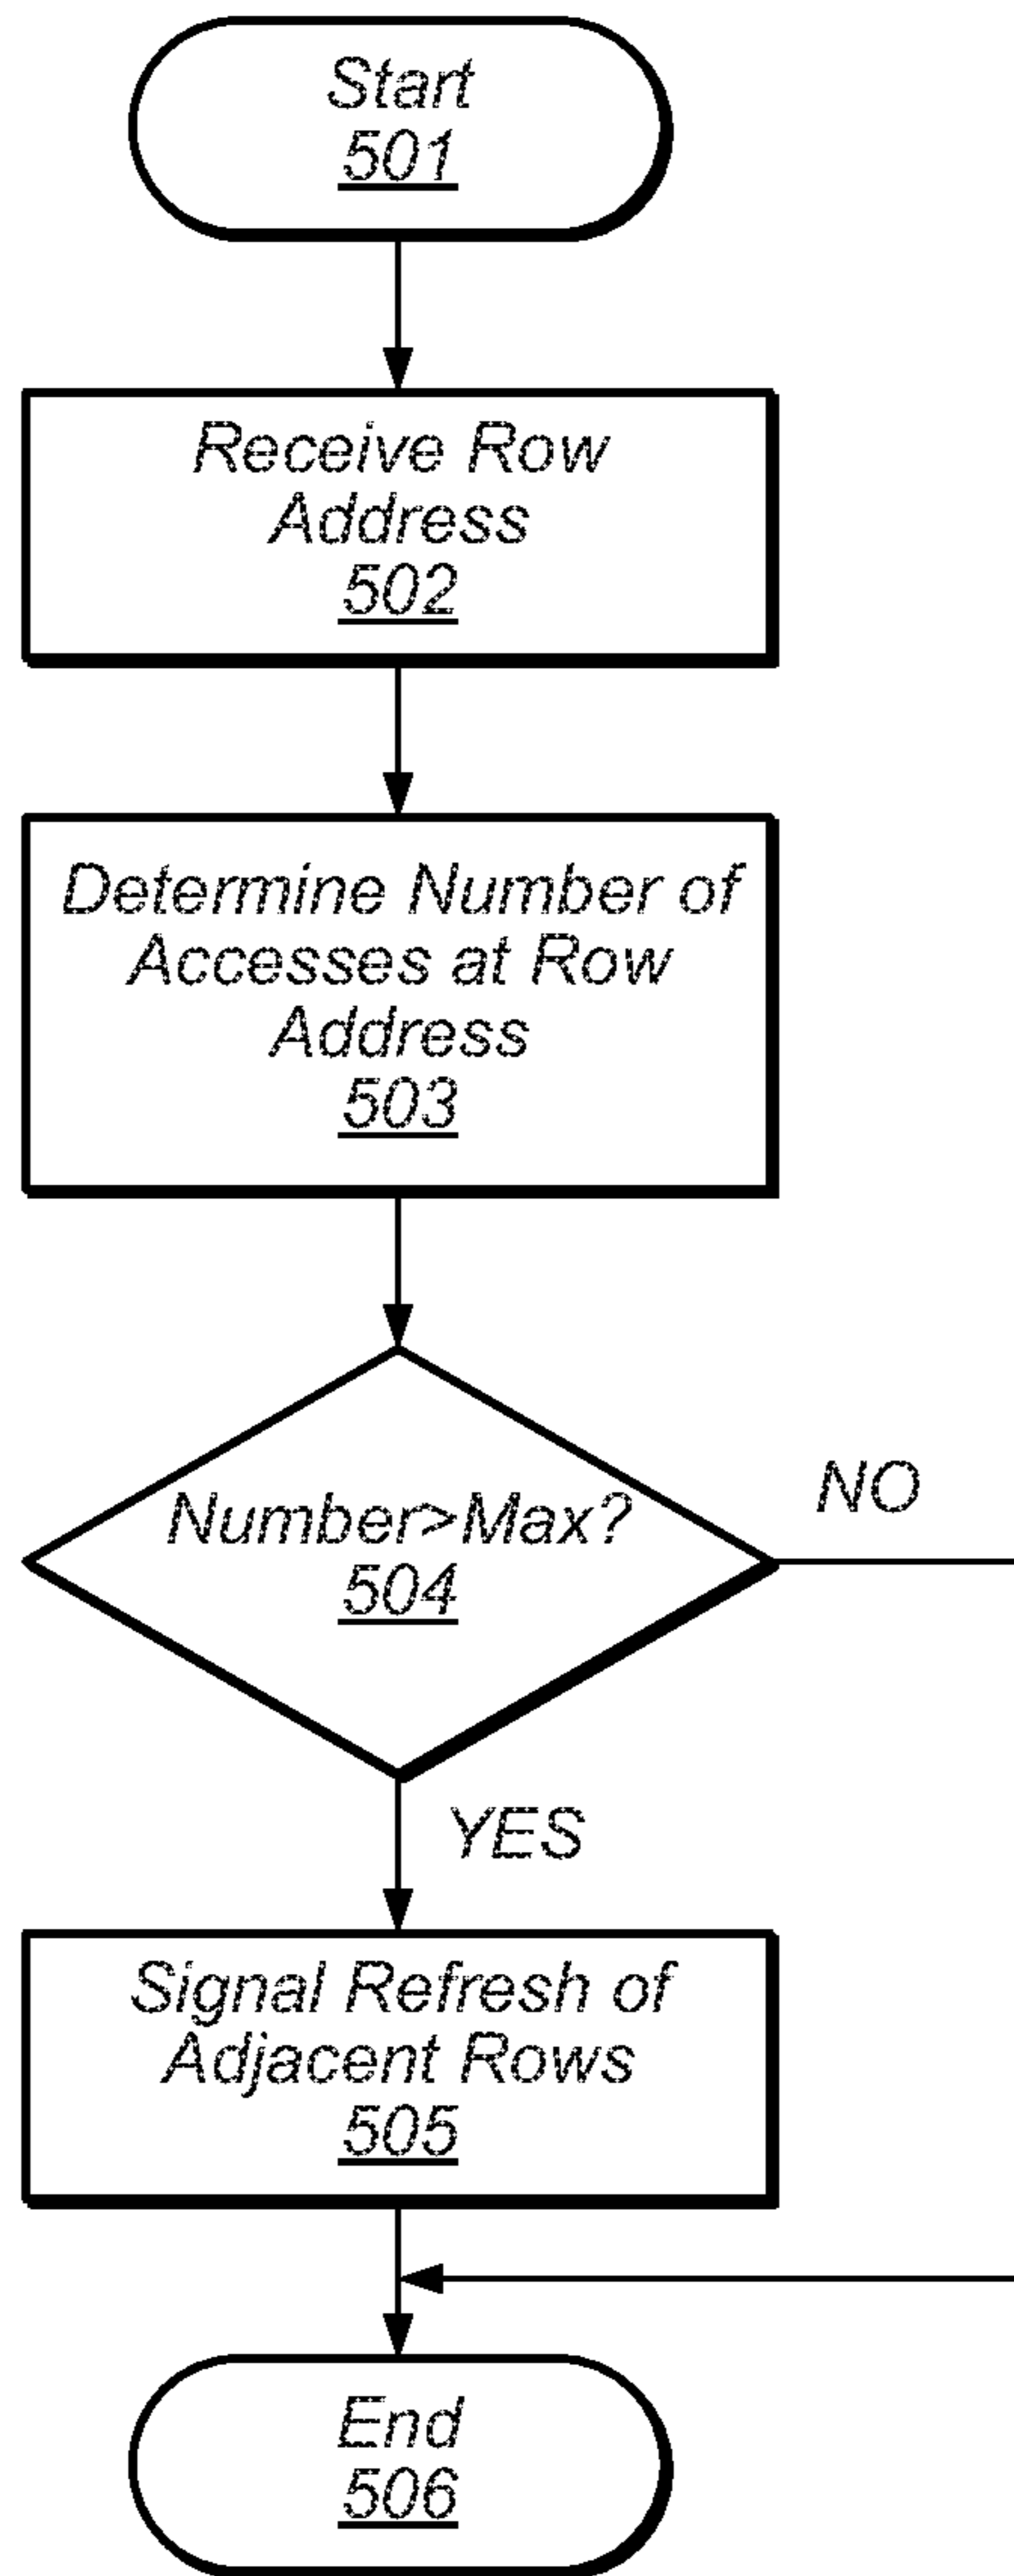 Start
501
Receive Row
Address
502
Determine Number of
Accesses at Row
Address
503
Number>Max?
504
NO
YES
Signal Refresh of
Adjacent Rows
505
End
506